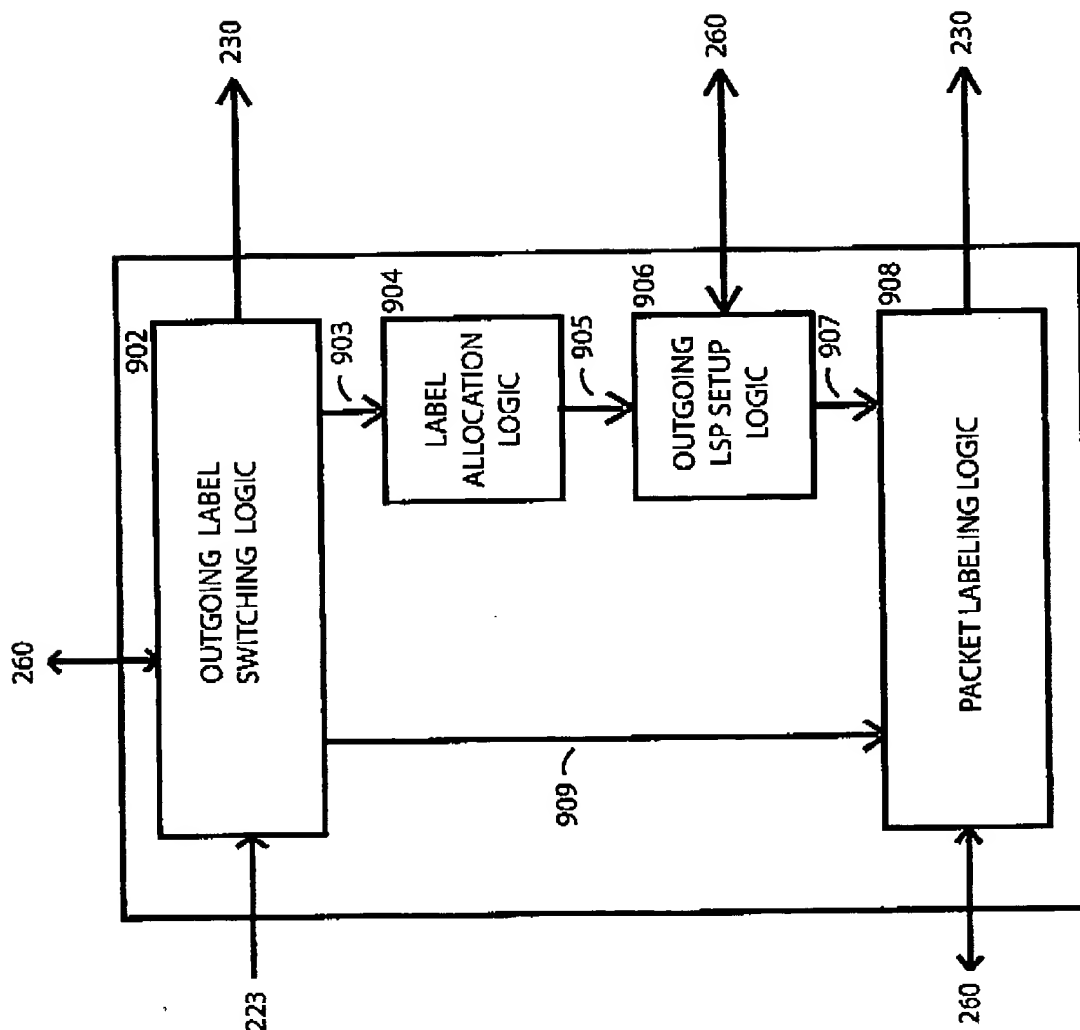 260
230
902
OUTGOING LABEL
SWITCHING LOGIC
223
903
904
LABEL
ALLOCATION
LOGIC
905
906
260
OUTGOING
LSP SETUP
LOGIC
907
909
908
PACKET LABELING LOGIC
260
230